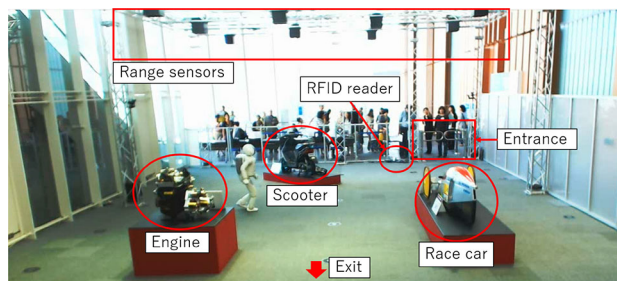 Range sensors
RFID reader
Entrance
Scooter
Engine
Race car
Exit